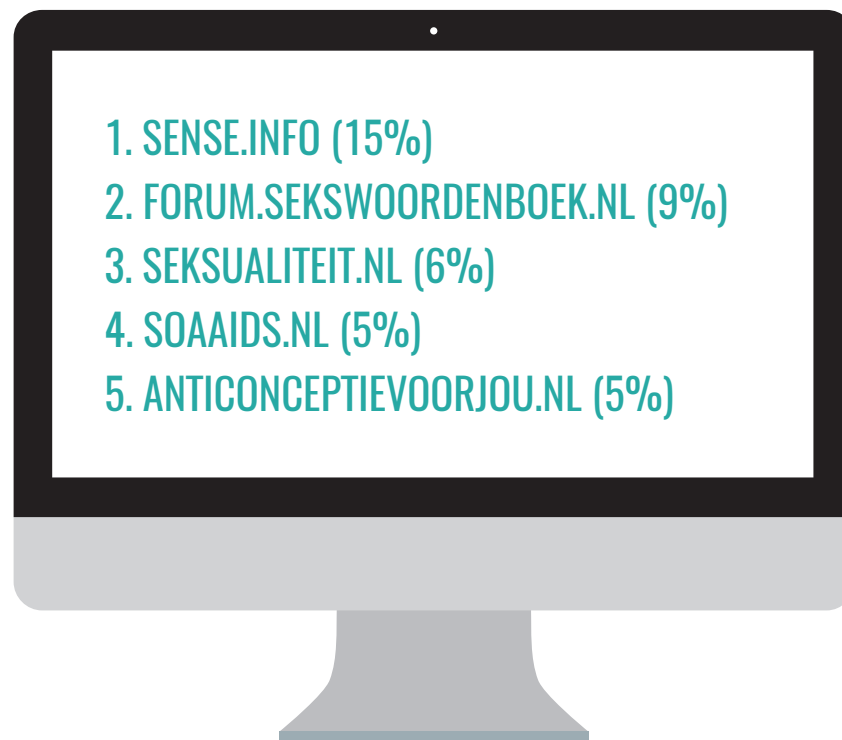 1. SENSE.INFO (15%)
2. FORUM.SEKSWOORDENBOEK.NL (9%)
3. SEKSUALITEIT.NL (6%)
4. SOAAIDS.NL (5%)
5. ANTICONCEPTIEVOORJOU.NL (5%)